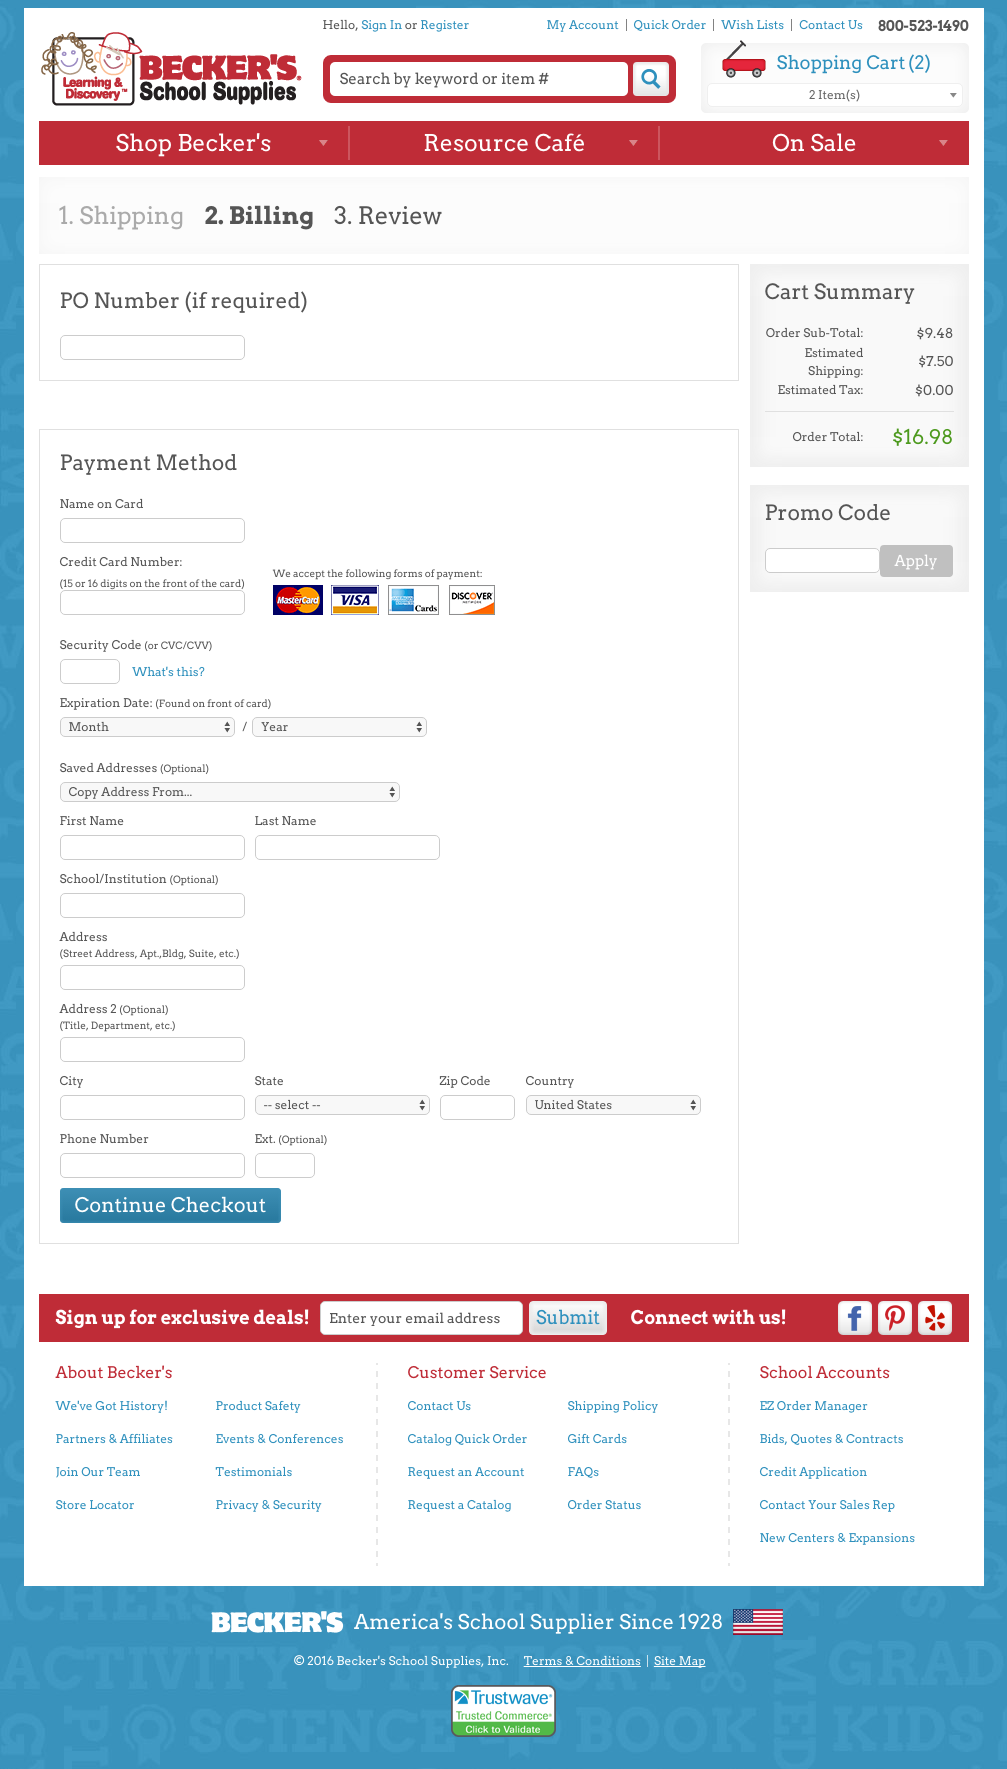 Hello, Sign In or Register
My Account | Quick Order | Wish Lists | Contact Us 800-523-1490
Learning &
Discovery™
BECKER'S
School Supplies
Search by keyword or item #
Shopping Cart (2)
2 Item(s)
Shop Becker's
Resource Café
On Sale
1. Shipping 2. Billing 3. Review
PO Number (if required)
Payment Method
Name on Card
Credit Card Number:
(15 or 16 digits on the front of the card)
We accept the following forms of payment:
MasterCard
VISA
Cards
DISCOVER
NETWORK
Security Code (or CVC/CVV)
What's this?
Expiration Date: (Found on front of card)
Month / Year
Saved Addresses (Optional)
Copy Address From...
First Name Last Name
School/Institution (Optional)
Address
(Street Address, Apt.,Bldg, Suite, etc.)
Address 2 (Optional)
(Title, Department, etc.)
City State Zip Code Country
-- select -- United States
Phone Number Ext. (Optional)
Continue Checkout
Cart Summary
Order Sub-Total: $9.48
Estimated
Shipping: $7.50
Estimated Tax: $0.00
Order Total: $16.98
Promo Code
Apply
Sign up for exclusive deals! Enter your email address Submit Connect with us!
About Becker's
We've Got History! Product Safety
Partners & Affiliates Events & Conferences
Join Our Team Testimonials
Store Locator Privacy & Security
Customer Service
Contact Us Shipping Policy
Catalog Quick Order Gift Cards
Request an Account FAQs
Request a Catalog Order Status
School Accounts
EZ Order Manager
Bids, Quotes & Contracts
Credit Application
Contact Your Sales Rep
New Centers & Expansions
BECKER'S America's School Supplier Since 1928
© 2016 Becker's School Supplies, Inc. Terms & Conditions | Site Map
Trustwave®
Trusted Commerce®
Click to Validate
PARENTS
ACTIVITY
HISTORY
GRAD
SCIENCE
BOOK
KIDS